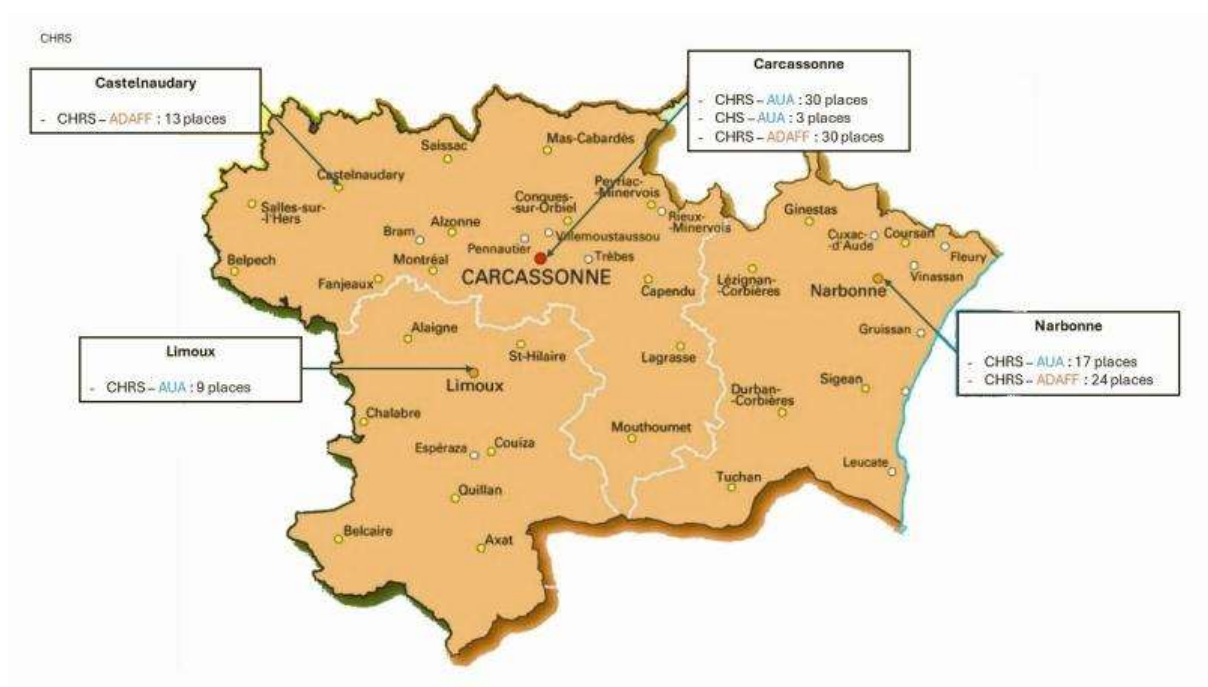 CHRS
Castelnaudary
- CHRS – ADAFF : 13 places
Carcassonne
- CHRS – AUA : 30 places
- CHS – AUA : 3 places
- CHRS – ADAFF : 30 places
Limoux
- CHRS – AUA : 9 places
Narbonne
- CHRS – AUA : 17 places
- CHRS – ADAFF : 24 places
Mas-Cabardès
Saissac
Castelnaudary
Salles-sur-
-l'Hers
Peyriac-
-Minervois
Rieux-
-Minervois
Conques-
-sur-Orbiel
Ginestas
Cuxac-
d'Aude
Coursan
Fleury
Vinassan
Bram
Alzonne
Pennautier
Villemoustaussou
Trèbes
Belpech
Fanjeaux
Montréal
CARCASSONNE
Capendu
Lézignan-
-Corbières
Narbonne
Gruissan
Alaigne
St-Hilaire
Lagrasse
Limoux
Durban-
-Corbières
Sigean
Chalabre
Espéraza
Couiza
Mouthoumet
Leucate
Quillan
Tuchan
Belcaire
Axat